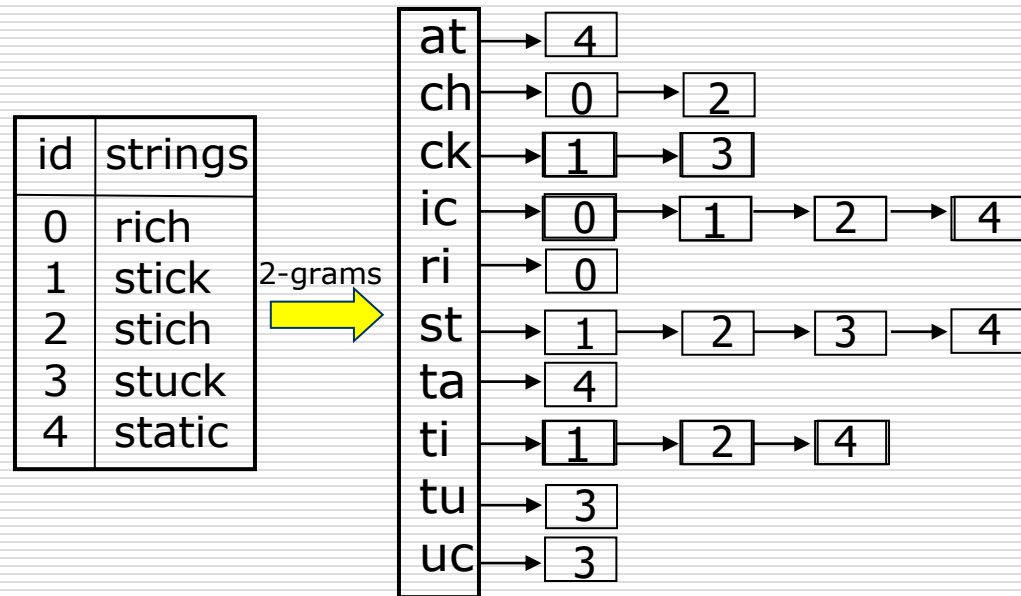 id strings
0 rich
1 stick
2 stich
3 stuck
4 static
2-grams
at 4
ch 0 2
ck 1 3
ic 0 1 2 4
ri 0
st 1 2 3 4
ta 4
ti 1 2 4
tu 3
uc 3